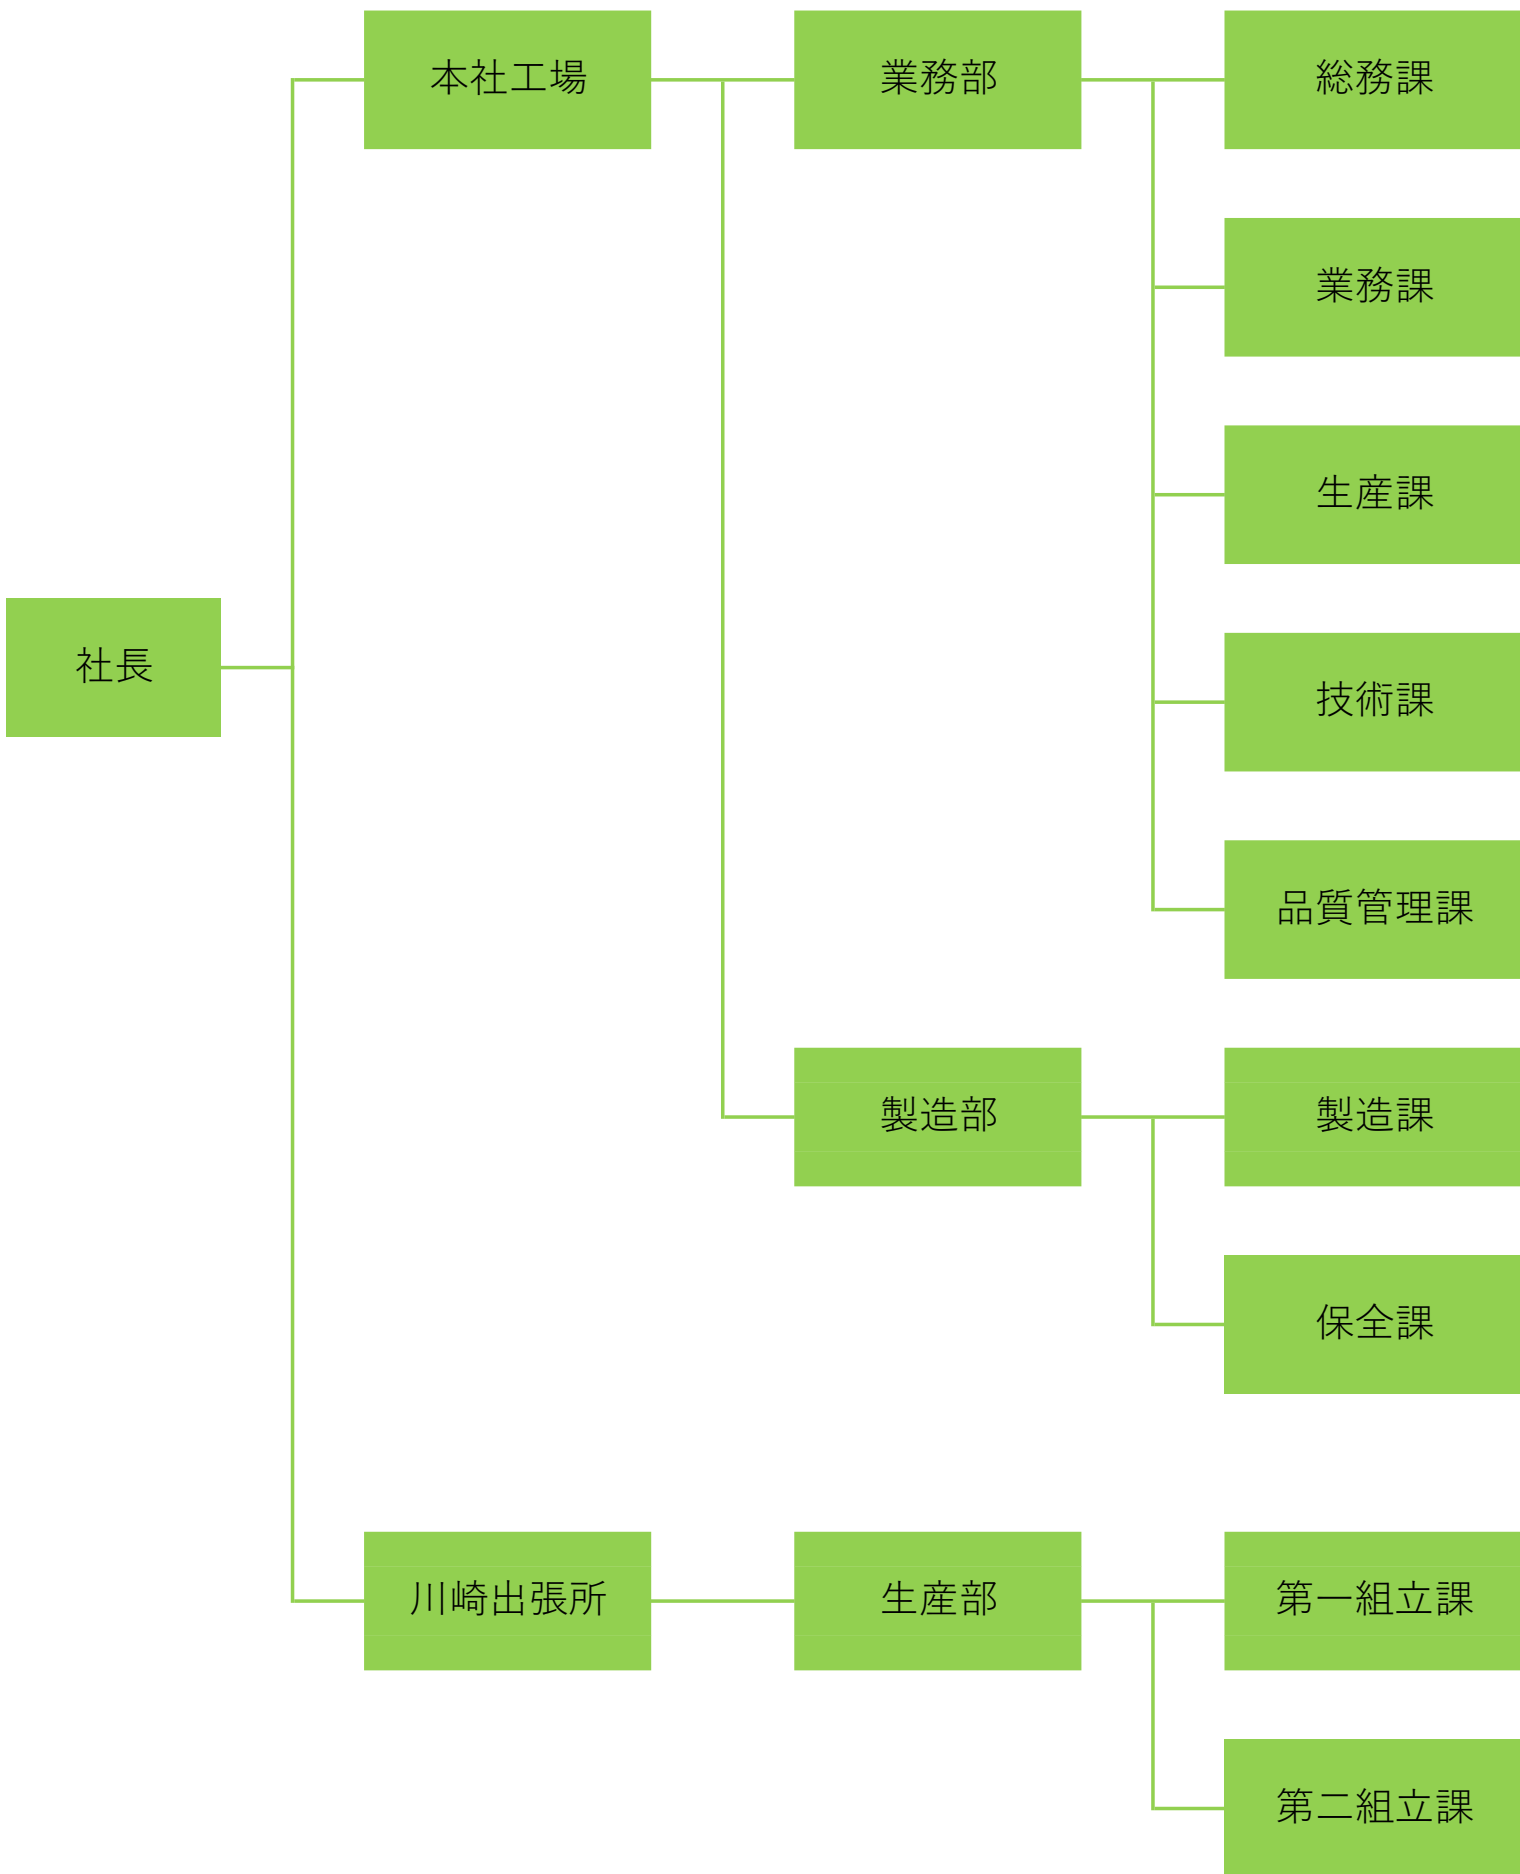 本社工場
業務部
総務課
業務課
生産課
社長
技術課
品質管理課
製造部
製造課
保全課
川崎出張所
生産部
第一組立課
第二組立課